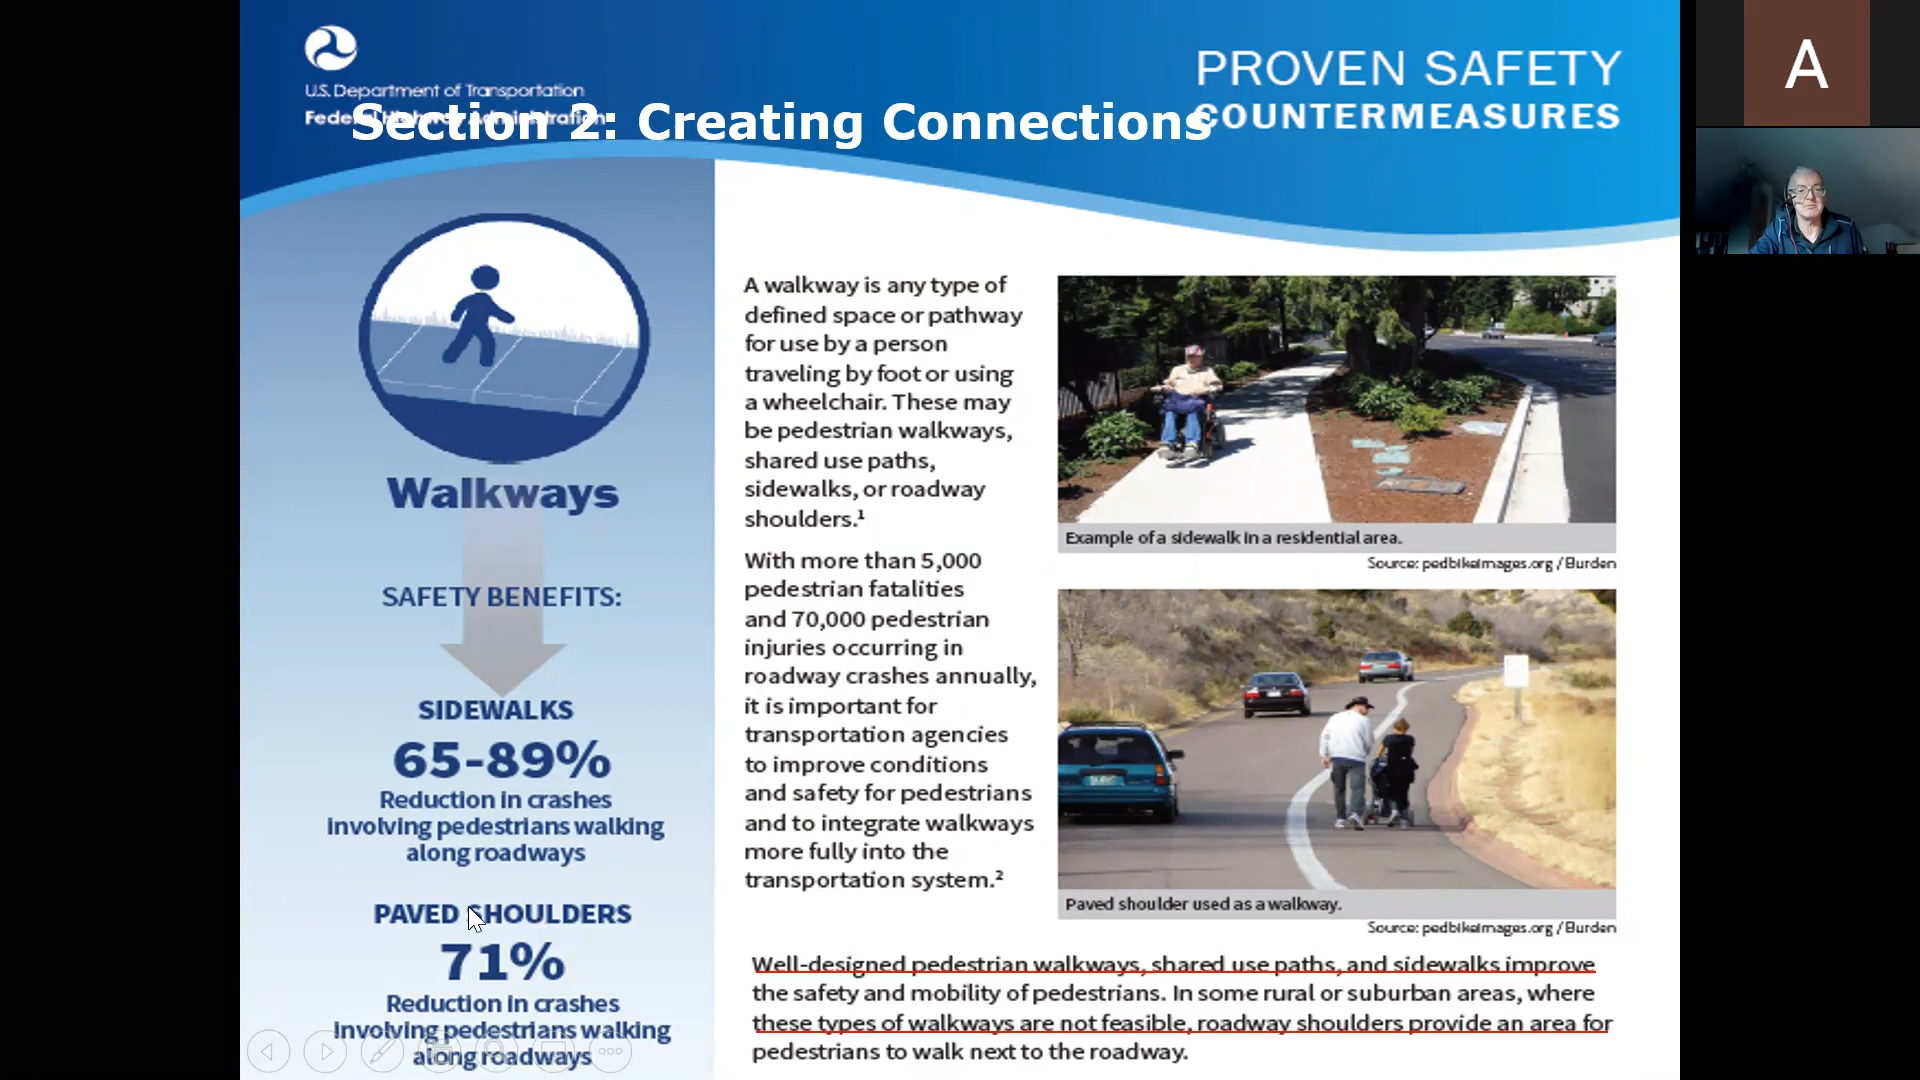 U.S. Department of Transportation
Federal Highway Administration
Section 2: Creating Connections
PROVEN SAFETY
COUNTERMEASURES
A
Walkways
SAFETY BENEFITS:
SIDEWALKS
65-89%
Reduction in crashes
involving pedestrians walking
along roadways
PAVED SHOULDERS
71%
Reduction in crashes
involving pedestrians walking
along roadways
A walkway is any type of
defined space or pathway
for use by a person
traveling by foot or using
a wheelchair. These may
be pedestrian walkways,
shared use paths,
sidewalks, or roadway
shoulders.¹
With more than 5,000
pedestrian fatalities
and 70,000 pedestrian
injuries occurring in
roadway crashes annually,
it is important for
transportation agencies
to improve conditions
and safety for pedestrians
and to integrate walkways
more fully into the
transportation system.²
Example of a sidewalk in a residential area.
Source: pedbikeimages.org / Burden
Paved shoulder used as a walkway.
Source: pedbikeimages.org / Burden
Well-designed pedestrian walkways, shared use paths, and sidewalks improve
the safety and mobility of pedestrians. In some rural or suburban areas, where
these types of walkways are not feasible, roadway shoulders provide an area for
pedestrians to walk next to the roadway.